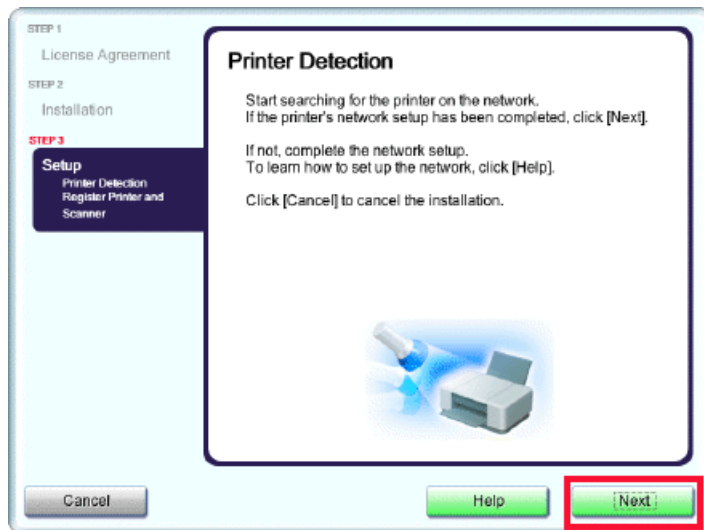 STEP 1
License Agreement
STEP 2
Installation
STEP 3
Setup
Printer Detection
Register Printer and
Scanner
Printer Detection
Start searching for the printer on the network.
If the printer's network setup has been completed, click [Next].
If not, complete the network setup.
To learn how to set up the network, click [Help].
Click [Cancel] to cancel the installation.
Cancel
Help
Next